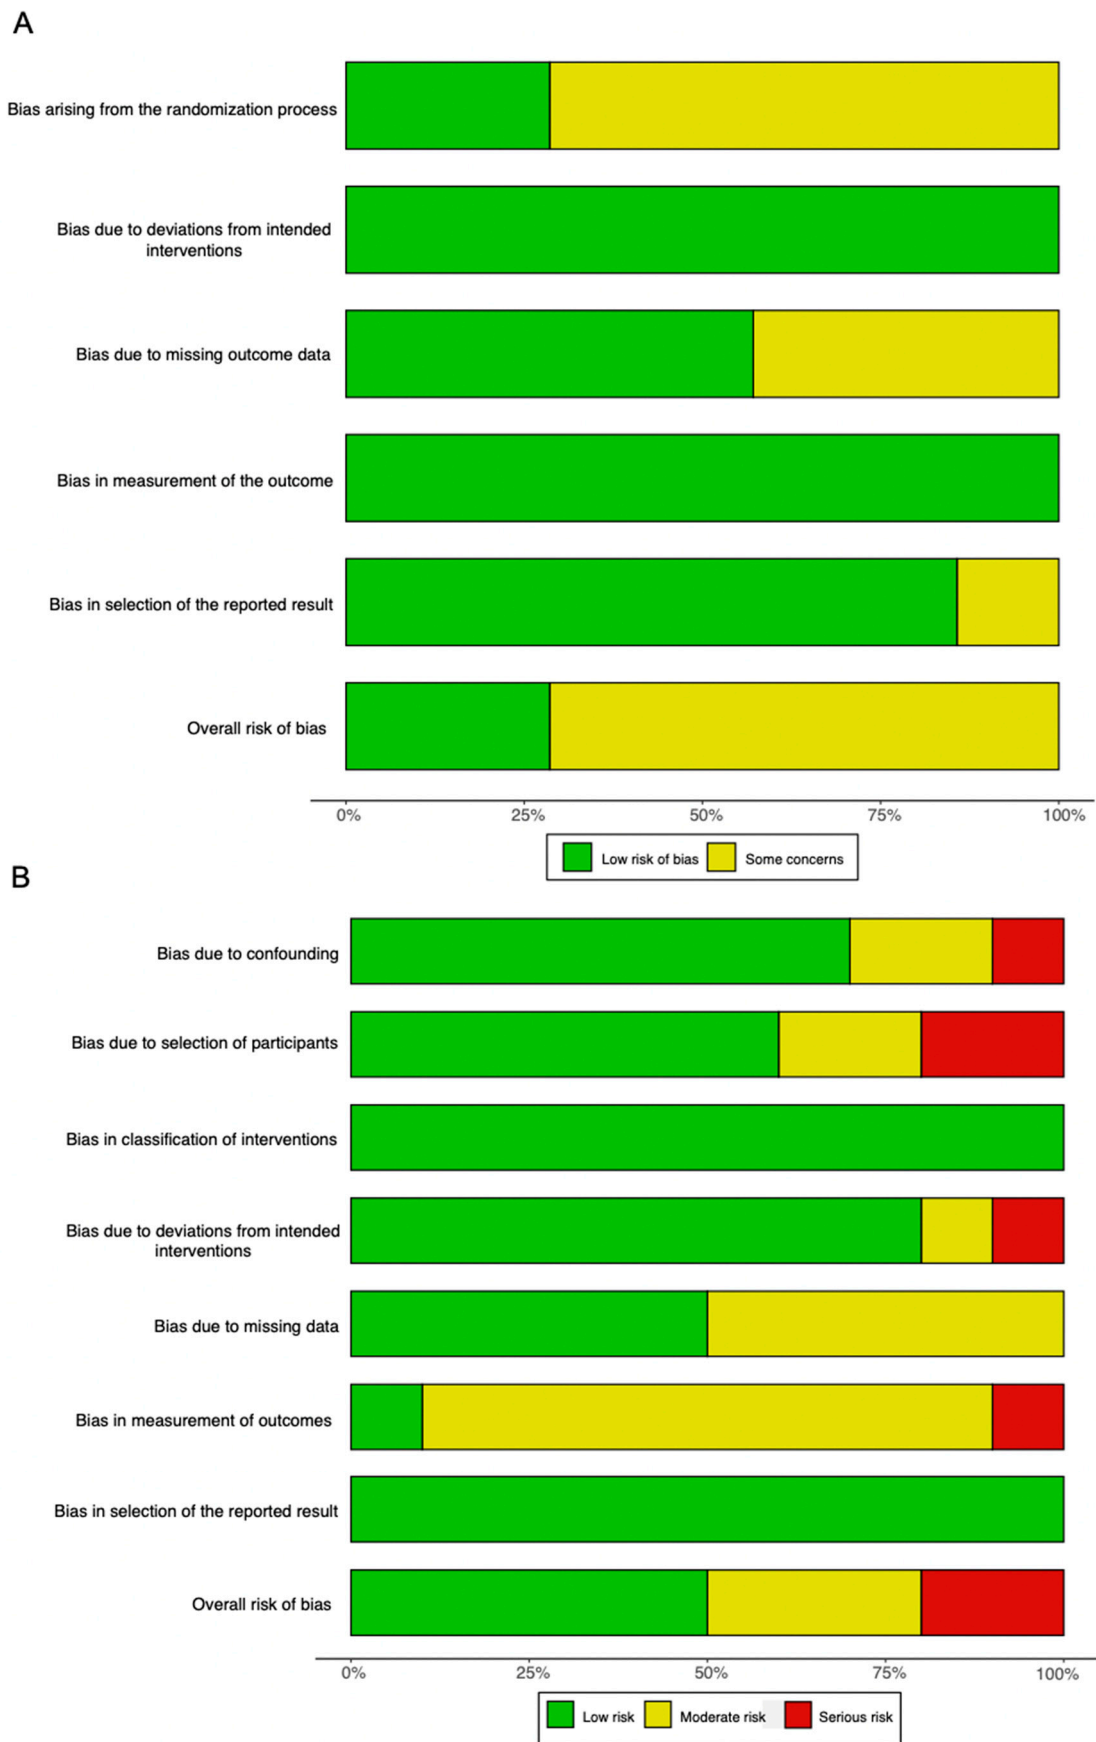 A
Bias arising from the randomization process
Bias due to deviations from intended
interventions
Bias due to missing outcome data
Bias in measurement of the outcome
Bias in selection of the reported result
Overall risk of bias
0% 25% 50% 75% 100%
Low risk of bias Some concerns
B
Bias due to confounding
Bias due to selection of participants
Bias in classification of interventions
Bias due to deviations from intended
interventions
Bias due to missing data
Bias in measurement of outcomes
Bias in selection of the reported result
Overall risk of bias
0% 25% 50% 75% 100%
Low risk Moderate risk Serious risk